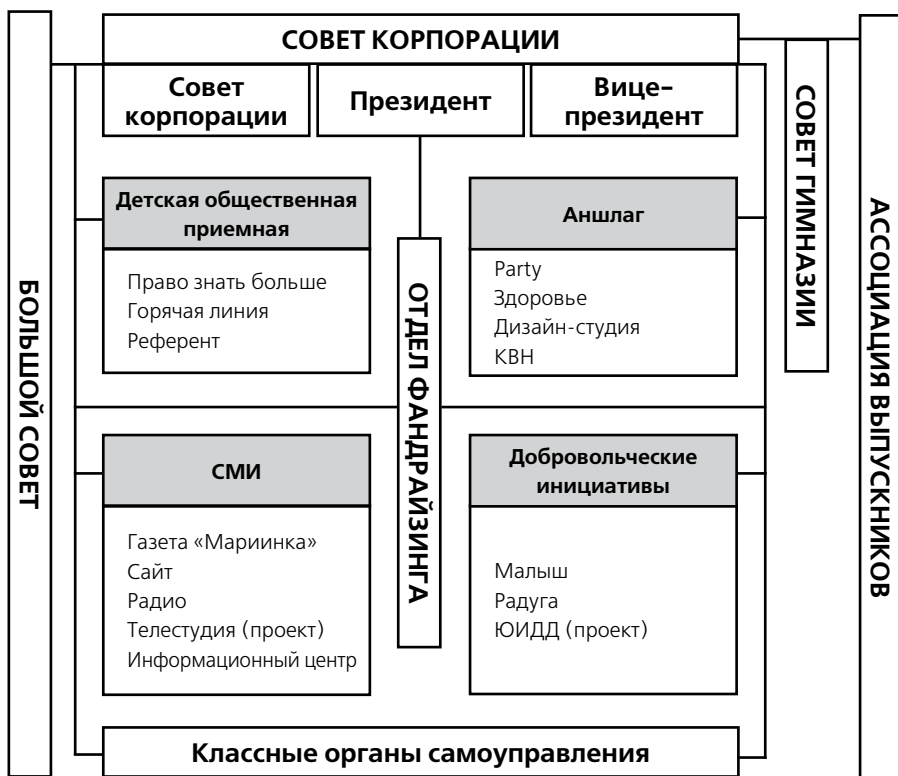 СОВЕТ КОРПОРАЦИИ
Совет
корпорации
Президент
Вице–
президент
БОЛЬШОЙ СОВЕТ
СОВЕТ ГИМНАЗИИ
АССОЦИАЦИЯ ВЫПУСКНИКОВ
Детская общественная
приемная
Право знать больше
Горячая линия
Референт
ОТДЕЛ ФАНДРАЙЗИНГА
Аншлаг
Party
Здоровье
Дизайн-студия
КВН
СМИ
Газета «Мариинка»
Сайт
Радио
Телестудия (проект)
Информационный центр
Добровольческие
инициативы
Малыш
Радуга
ЮИДД (проект)
Классные органы самоуправления